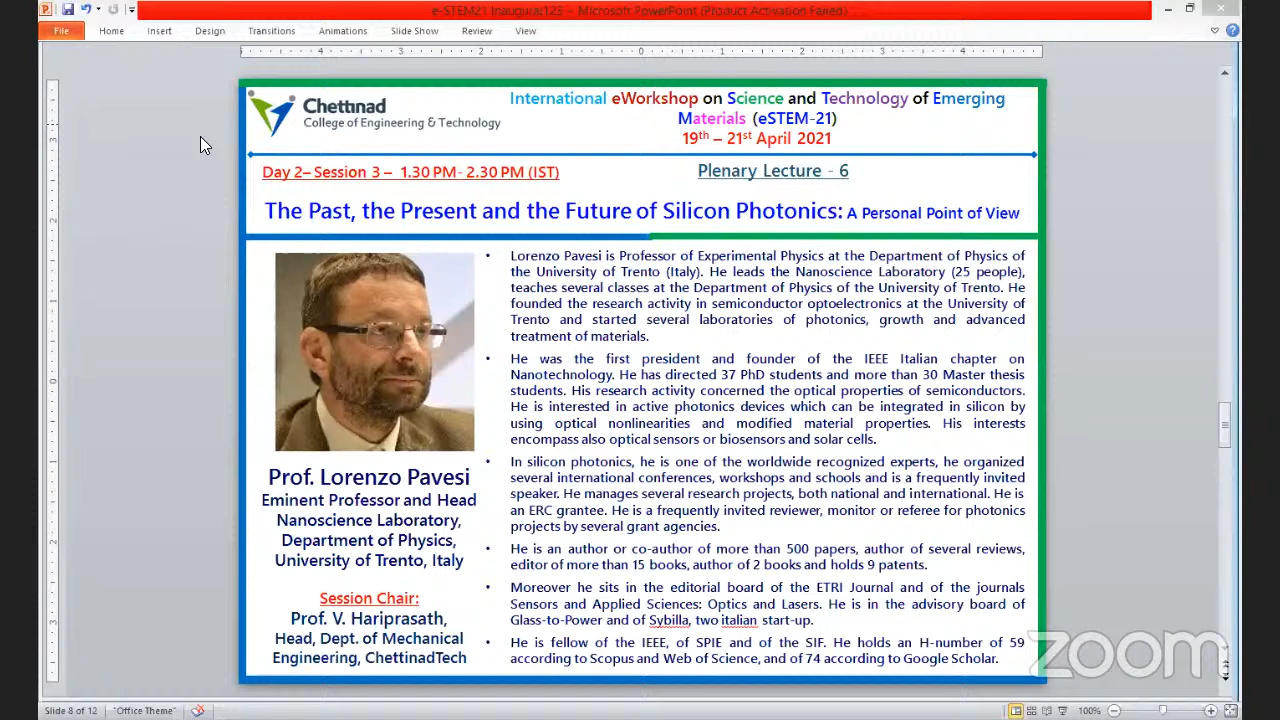 e-STEM21 Inaugural123 - Microsoft PowerPoint (Product Activation Failed)
File Home Insert Design Transitions Animations Slide Show Review View
4 3 2 1 0 1 2 3 4
Chettinad
College of Engineering & Technology
International eWorkshop on Science and Technology of Emerging
Materials (eSTEM-21)
19th – 21st April 2021
Day 2– Session 3 – 1.30 PM- 2.30 PM (IST)
Plenary Lecture - 6
The Past, the Present and the Future of Silicon Photonics: A Personal Point of View
• Lorenzo Pavesi is Professor of Experimental Physics at the Department of Physics of
the University of Trento (Italy). He leads the Nanoscience Laboratory (25 people),
teaches several classes at the Department of Physics of the University of Trento. He
founded the research activity in semiconductor optoelectronics at the University of
Trento and started several laboratories of photonics, growth and advanced
treatment of materials.
• He was the first president and founder of the IEEE Italian chapter on
Nanotechnology. He has directed 37 PhD students and more than 30 Master thesis
students. His research activity concerned the optical properties of semiconductors.
He is interested in active photonics devices which can be integrated in silicon by
using optical nonlinearities and modified material properties. His interests
encompass also optical sensors or biosensors and solar cells.
• In silicon photonics, he is one of the worldwide recognized experts, he organized
several international conferences, workshops and schools and is a frequently invited
speaker. He manages several research projects, both national and international. He is
an ERC grantee. He is a frequently invited reviewer, monitor or referee for photonics
projects by several grant agencies.
• He is an author or co-author of more than 500 papers, author of several reviews,
editor of more than 15 books, author of 2 books and holds 9 patents.
• Moreover he sits in the editorial board of the ETRI Journal and of the journals
Sensors and Applied Sciences: Optics and Lasers. He is in the advisory board of
Glass-to-Power and of Sybilla, two italian start-up.
• He is fellow of the IEEE, of SPIE and of the SIF. He holds an H-number of 59
according to Scopus and Web of Science, and of 74 according to Google Scholar.
Prof. Lorenzo Pavesi
Eminent Professor and Head
Nanoscience Laboratory,
Department of Physics,
University of Trento, Italy
Session Chair:
Prof. V. Hariprasath,
Head, Dept. of Mechanical
Engineering, ChettinadTech
zoom
Slide 8 of 12 "Office Theme" 100%